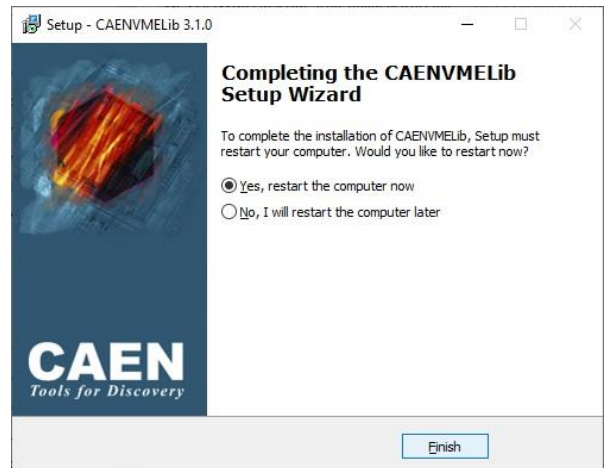 Setup - CAENVMELib 3.1.0
Completing the CAENVMELib
Setup Wizard
To complete the installation of CAENVMELib, Setup must
restart your computer. Would you like to restart now?
Yes, restart the computer now
No, I will restart the computer later
CAEN
Tools for Discovery
Finish